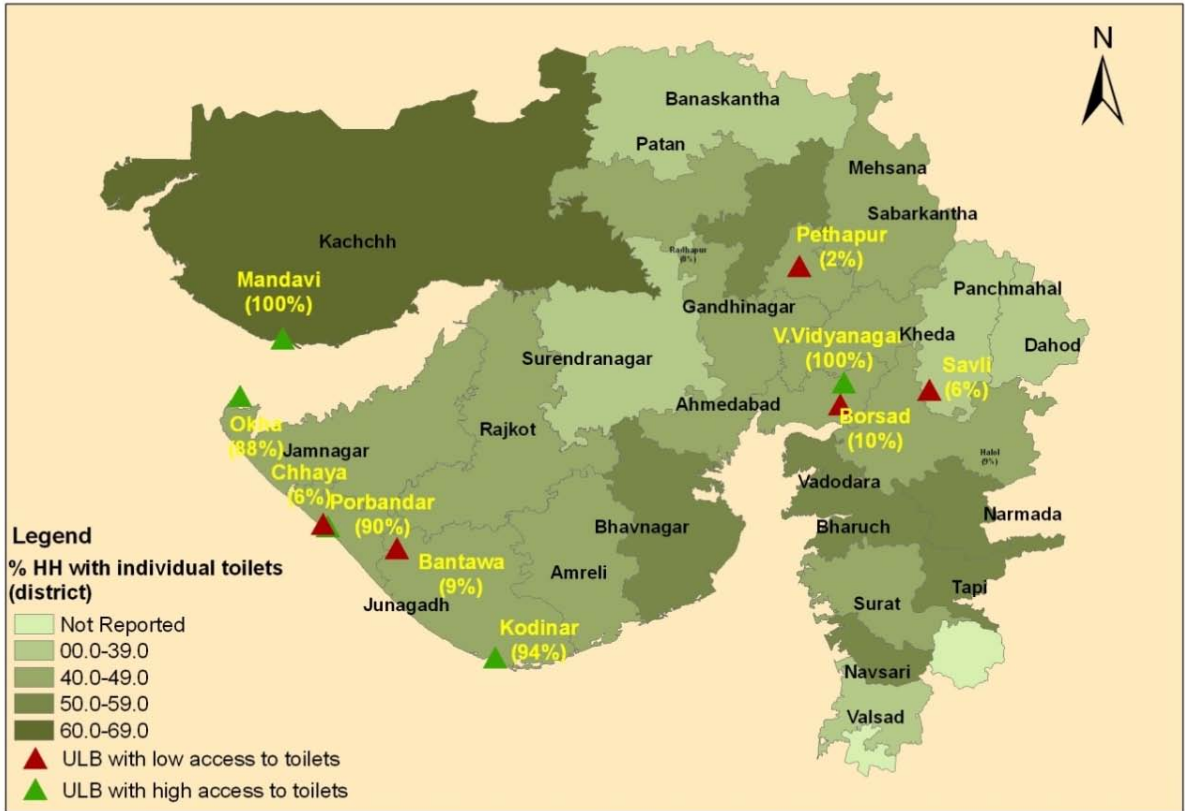 N
Banaskantha
Patan
Mehsana
Sabarkantha
Kachchh
Pethapur
(2%)
Radhapur
(8%)
Mandavi
(100%)
Gandhinagar
Panchmahal
V.Vidyanagar
(100%)
Kheda
Dahod
Surendranagar
Savli
(6%)
Ahmedabad
Borsad
(10%)
Okha
(88%)
Jamnagar
Rajkot
Halol
(9%)
Chhaya
(6%)
Porbandar
(90%)
Vadodara
Narmada
Bhavnagar
Bharuch
Bantawa
(9%)
Amreli
Tapi
Junagadh
Surat
Kodinar
(94%)
Navsari
Valsad
Legend
% HH with individual toilets
(district)
Not Reported
00.0-39.0
40.0-49.0
50.0-59.0
60.0-69.0
ULB with low access to toilets
ULB with high access to toilets